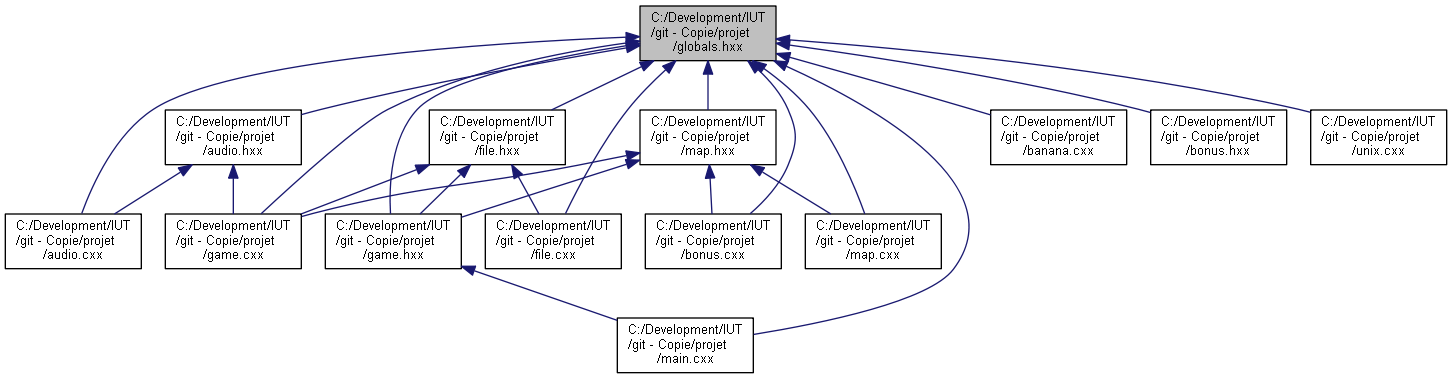 C:/Development/IUT
/git - Copie/projet
/globals.hxx
C:/Development/IUT
/git - Copie/projet
/audio.hxx
C:/Development/IUT
/git - Copie/projet
/file.hxx
C:/Development/IUT
/git - Copie/projet
/map.hxx
C:/Development/IUT
/git - Copie/projet
/banana.cxx
C:/Development/IUT
/git - Copie/projet
/bonus.hxx
C:/Development/IUT
/git - Copie/projet
/unix.cxx
C:/Development/IUT
/git - Copie/projet
/audio.cxx
C:/Development/IUT
/git - Copie/projet
/game.cxx
C:/Development/IUT
/git - Copie/projet
/game.hxx
C:/Development/IUT
/git - Copie/projet
/file.cxx
C:/Development/IUT
/git - Copie/projet
/bonus.cxx
C:/Development/IUT
/git - Copie/projet
/map.cxx
C:/Development/IUT
/git - Copie/projet
/main.cxx